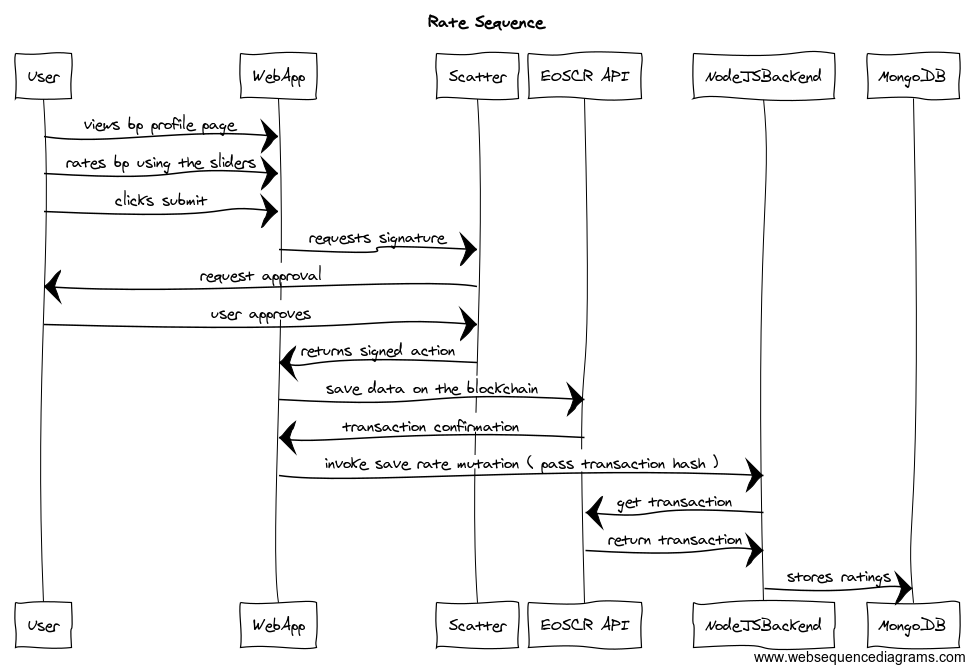 Rate Sequence
User WebApp Scatter EOSCR API NodeJSBackend MongoDB
views bp profile page
rates bp using the sliders
clicks submit
requests signature
request approval
user approves
returns signed action
save data on the blockchain
transaction confirmation
invoke save rate mutation ( pass transaction hash )
get transaction
return transaction
stores ratings
User WebApp Scatter EOSCR API NodeJSBackend MongoDB
www.websequencediagrams.com